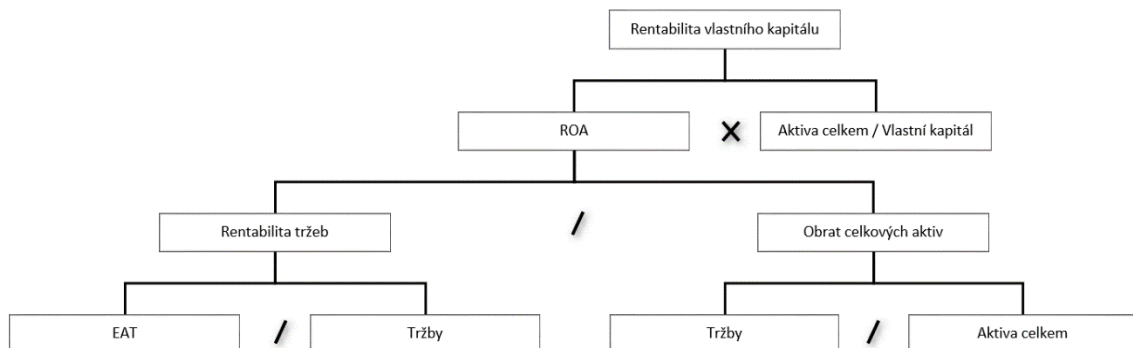 Rentabilita vlastního kapitálu
ROA
×
Aktiva celkem / Vlastní kapitál
Rentabilita tržeb
/
Obrat celkových aktiv
EAT
/
Tržby
Tržby
/
Aktiva celkem